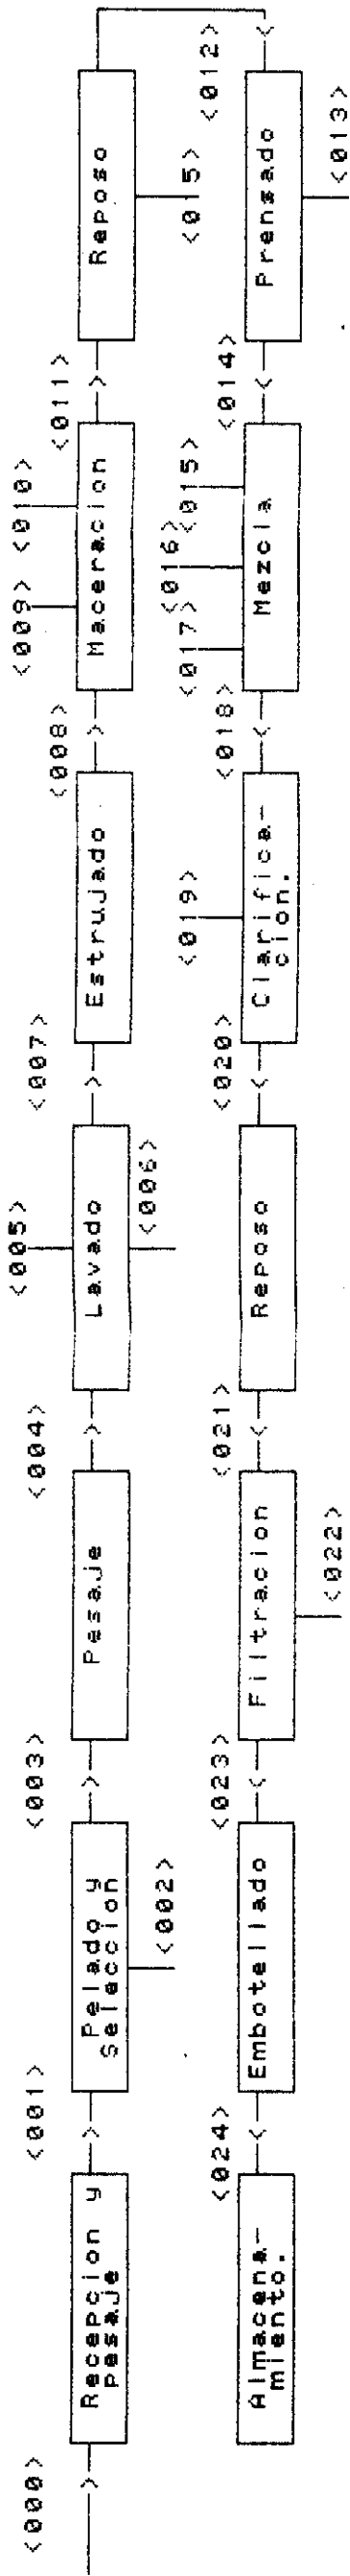 <000>
Recepcion y
pesaje
<001>
Pelado y
Seleccion
<002>
<003>
Pesaje
<004>
<005>
Lavado
<006>
<007>
Estrujado
<008>
<009> <010>
Maceracion
<011>
Reposo
<015>
<012>
Prensado
<013>
<014>
<015>
<016>
<017>
Mezcla
<018>
<019>
Clarifica-
cion.
<020>
Reposo
<021>
Filtracion
<022>
<023>
Embotellado
<024>
Almacena-
miento.